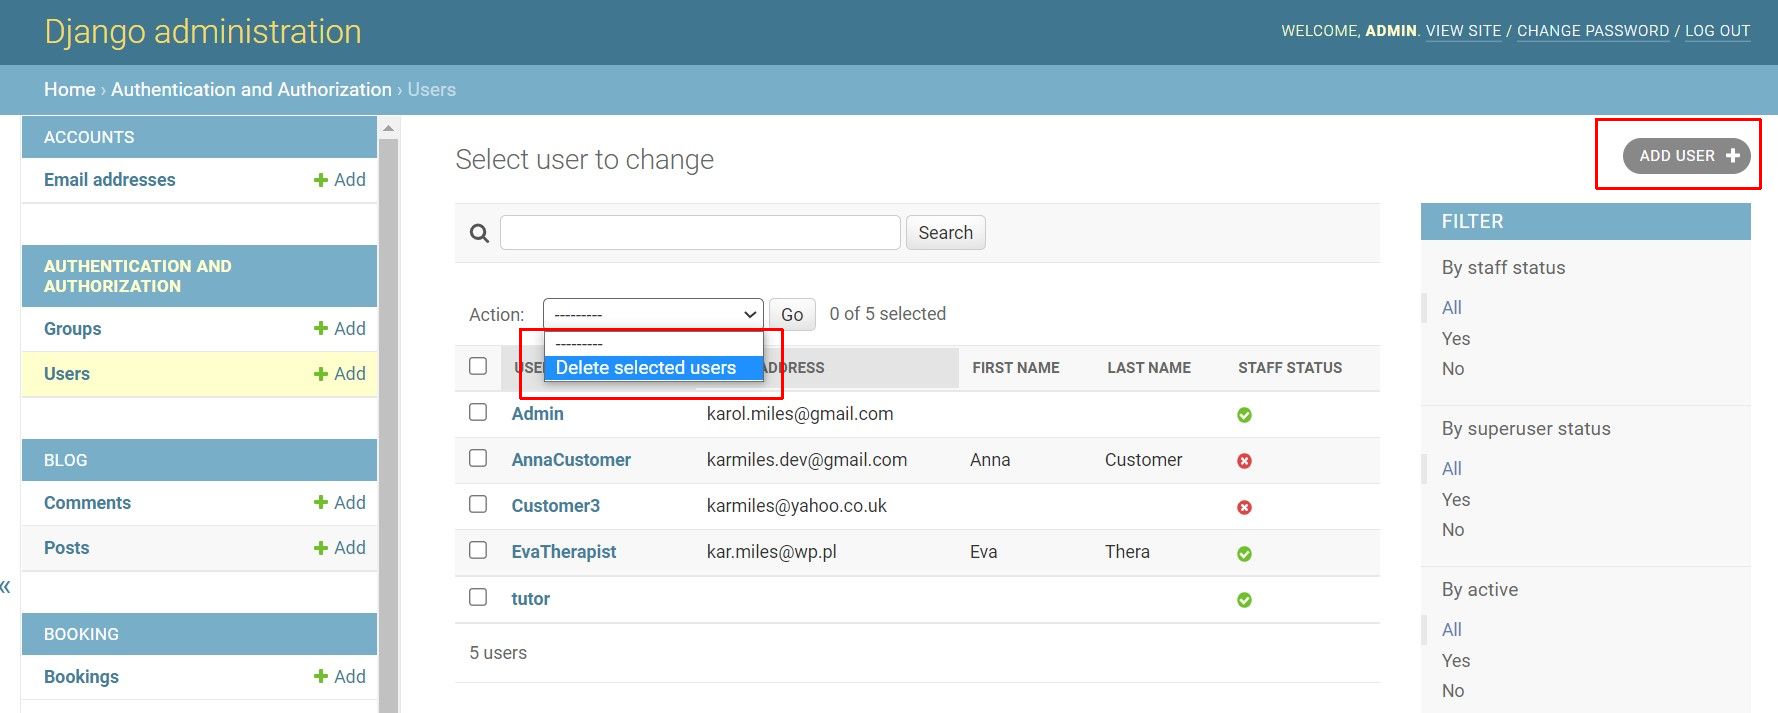 Django administration
WELCOME, ADMIN. VIEW SITE / CHANGE PASSWORD / LOG OUT
Home › Authentication and Authorization › Users
ACCOUNTS
Email addresses + Add
AUTHENTICATION AND
AUTHORIZATION
Groups + Add
Users + Add
BLOG
Comments + Add
Posts + Add
«
BOOKING
Bookings + Add
Select user to change
ADD USER +
Search
Action: --------- Go 0 of 5 selected
---------
Delete selected users
ADDRESS FIRST NAME LAST NAME STAFF STATUS
Admin karol.miles@gmail.com
AnnaCustomer karmiles.dev@gmail.com Anna Customer
Customer3 karmiles@yahoo.co.uk
EvaTherapist kar.miles@wp.pl Eva Thera
tutor
5 users
FILTER
By staff status
All
Yes
No
By superuser status
All
Yes
No
By active
All
Yes
No